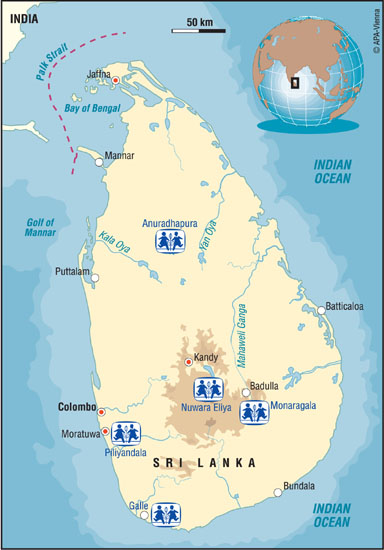 INDIA
50 km
© APA-Vienna
Palk Strait
Jaffna
Bay of Bengal
Mannar
INDIAN
OCEAN
Golf of
Mannar
Anuradhapura
Kala Oya
Yan Oya
Puttalam
Mahaweli Ganga
Batticaloa
Kandy
Badulla
Nuwara Eliya
Monaragala
Colombo
Moratuwa
Piliyandala
SRI LANKA
Bundala
Galle
INDIAN
OCEAN